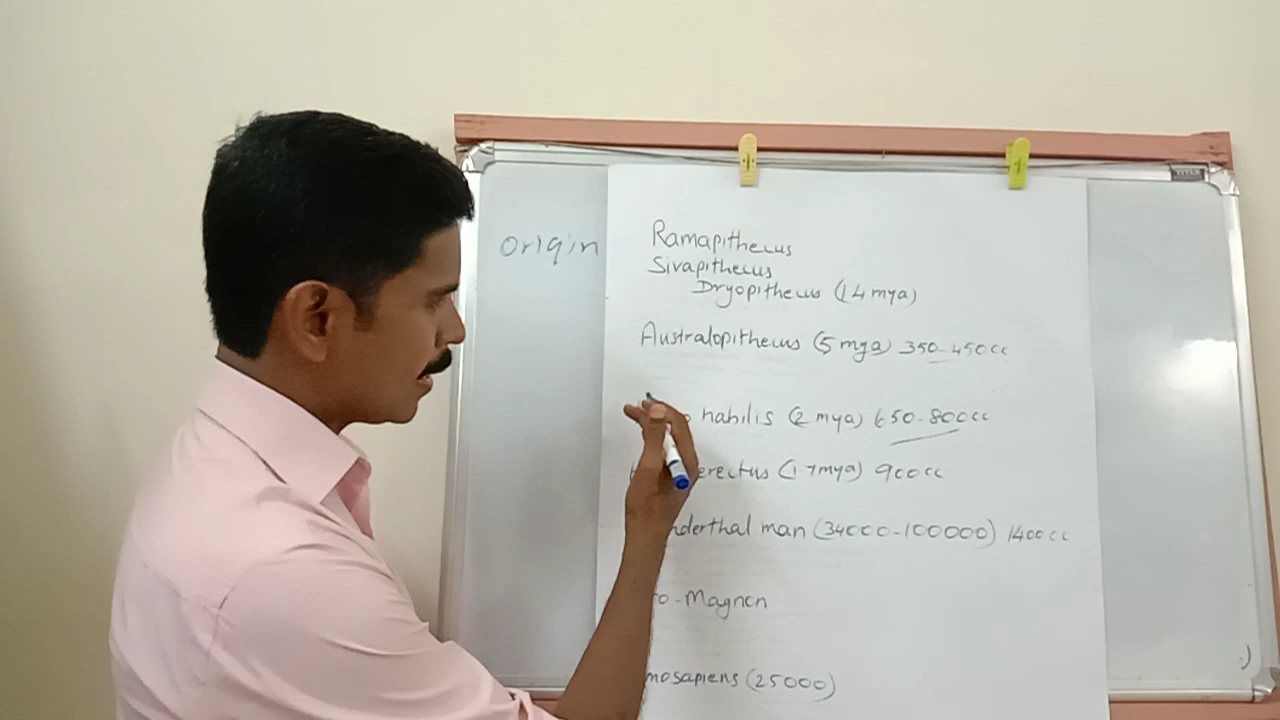 Origin
Ramapithecus
Sivapithecus
Dryopithecus (14 mya)
Australopithecus (5 mya) 350-450cc
o habilis (2 mya) 650-800cc
erectus (1.7mya) 900cc
nderthal man (34000-100000) 1400cc
ro-Magnon
mosapiens (25000)